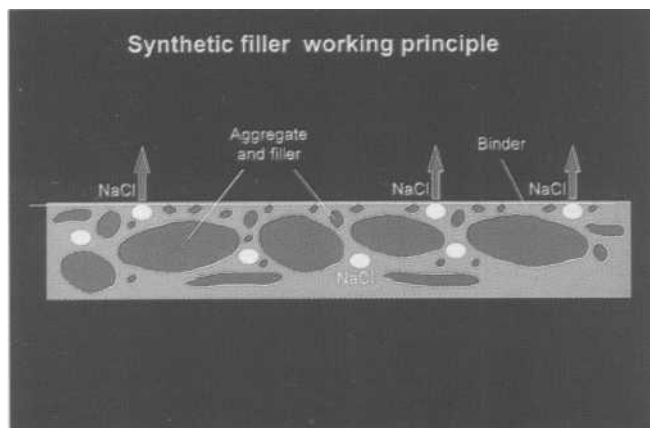 Synthetic filler working principle
Aggregate
and filler
Binder
NaCl
NaCl
NaCl
NaCl